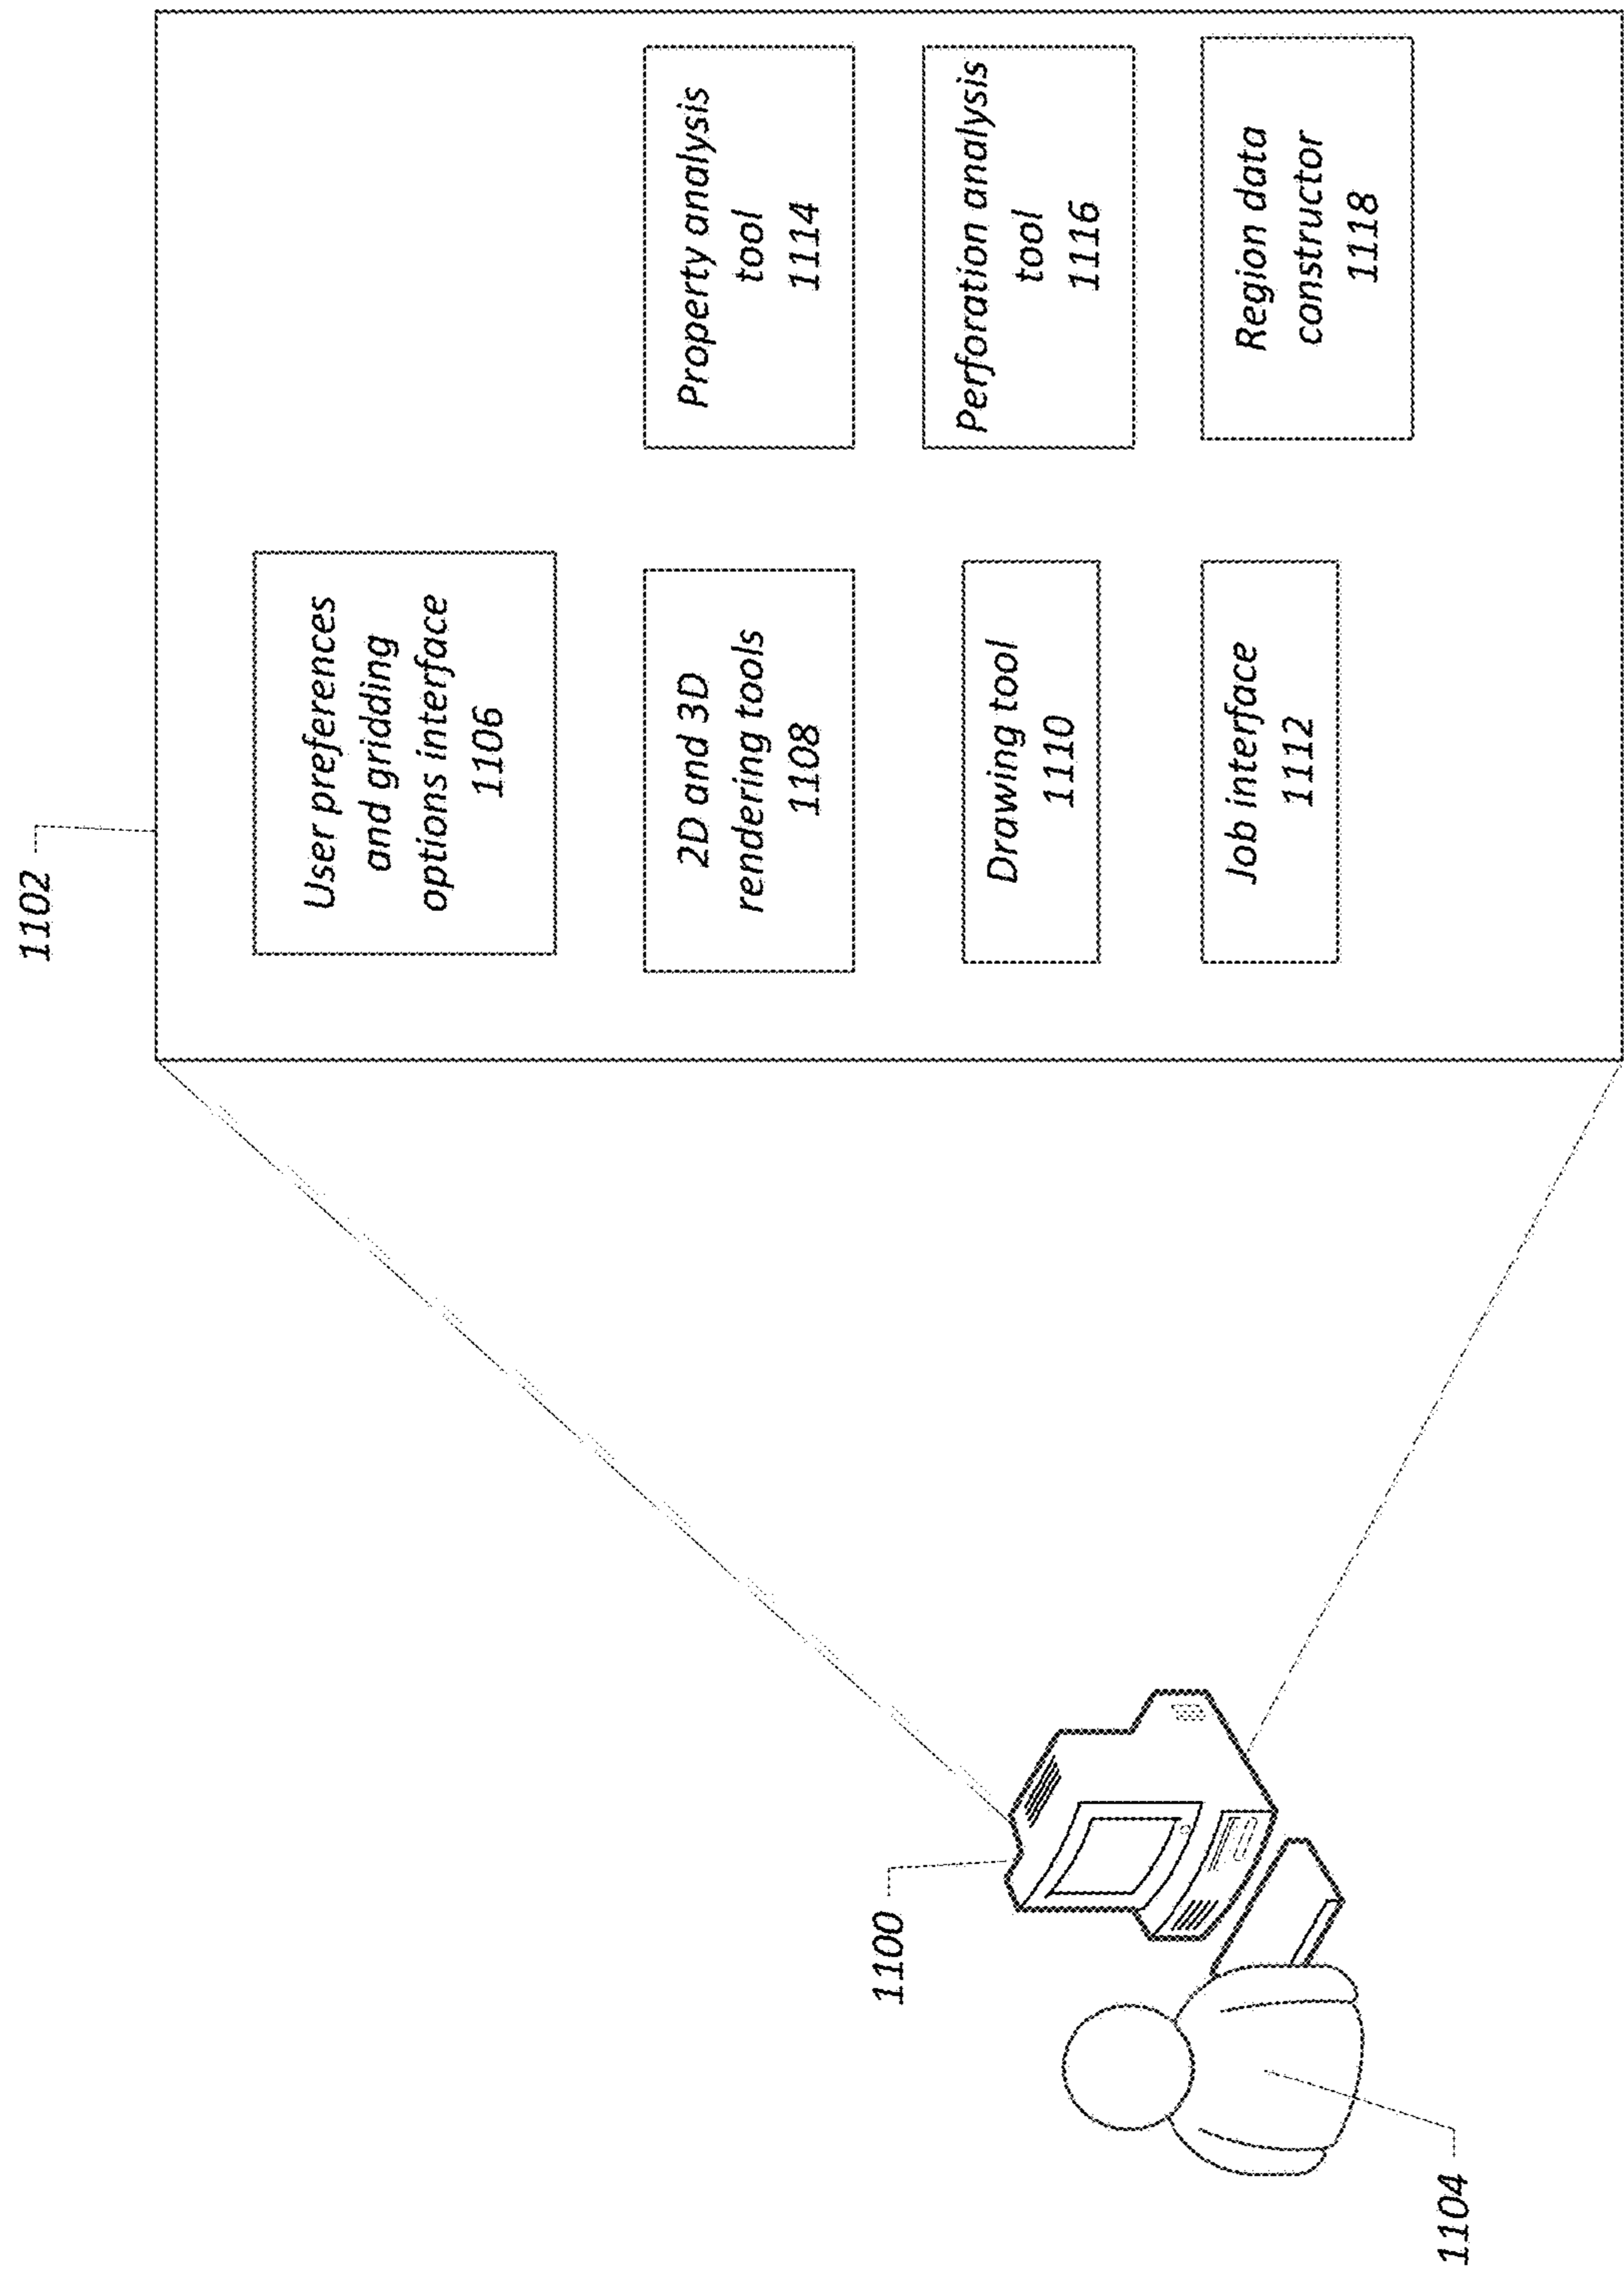 1102
User preferences
and gridding
options interface
1106
2D and 3D
rendering tools
1108
Drawing tool
1110
Job interface
1112
Property analysis
tool
1114
Perforation analysis
tool
1116
Region data
constructor
1118
1100
1104